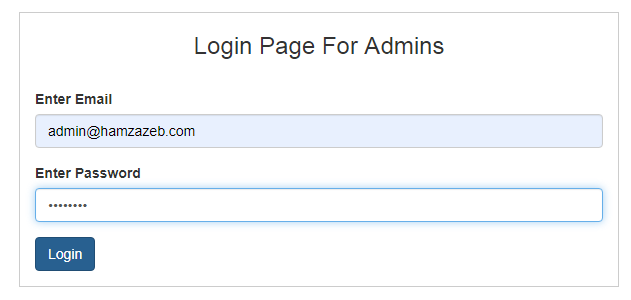 Login Page For Admins
Enter Email
admin@hamzazeb.com
Enter Password
••••••••
Login